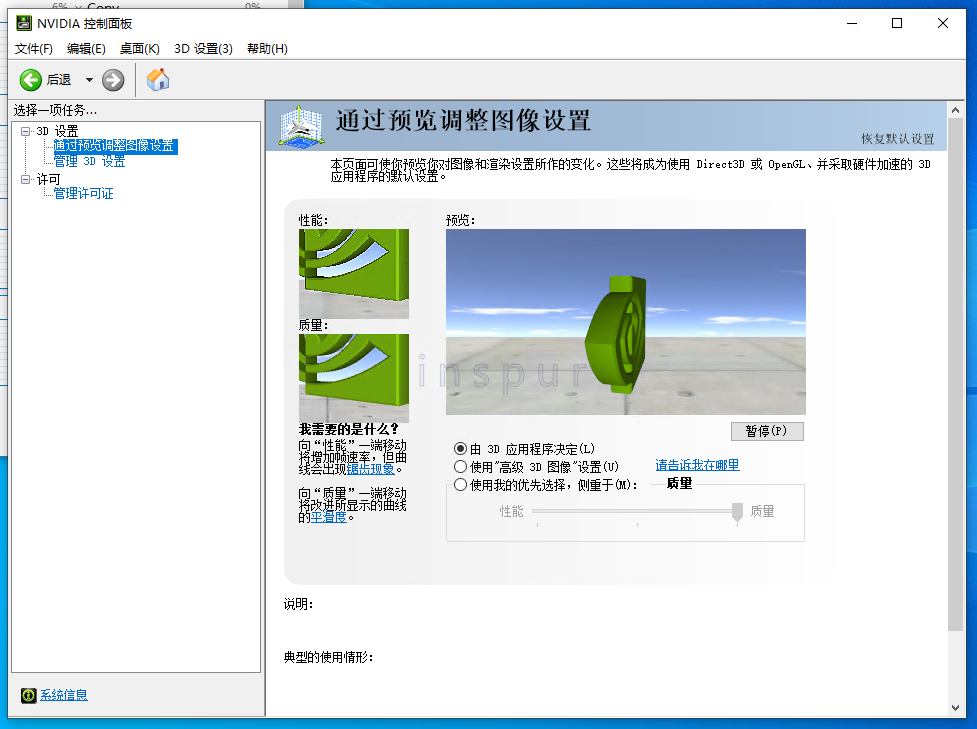 6% Copy 0%
NVIDIA 控制面板
文件(F) 编辑(E) 桌面(K) 3D 设置(3) 帮助(H)
后退
选择一项任务...
3D 设置
通过预览调整图像设置
管理 3D 设置
许可
管理许可证
系统信息
通过预览调整图像设置
恢复默认设置
本页面可使你预览你对图像和渲染设置所作的变化。这些将成为使用 Direct3D 或 OpenGL、并采取硬件加速的 3D
应用程序的默认设置。
性能:
质量:
我需要的是什么?
向“性能”一端移动
将增加帧速率，但曲
线会出现锯齿现象。
向“质量”一端移动
将改进所显示的曲线
的平滑度。
预览:
inspur
暂停(P)
由 3D 应用程序决定(L)
使用"高级 3D 图像"设置(U) 请告诉我在哪里
使用我的优先选择，侧重于(M): 质量
性能 质量
说明:
典型的使用情形: